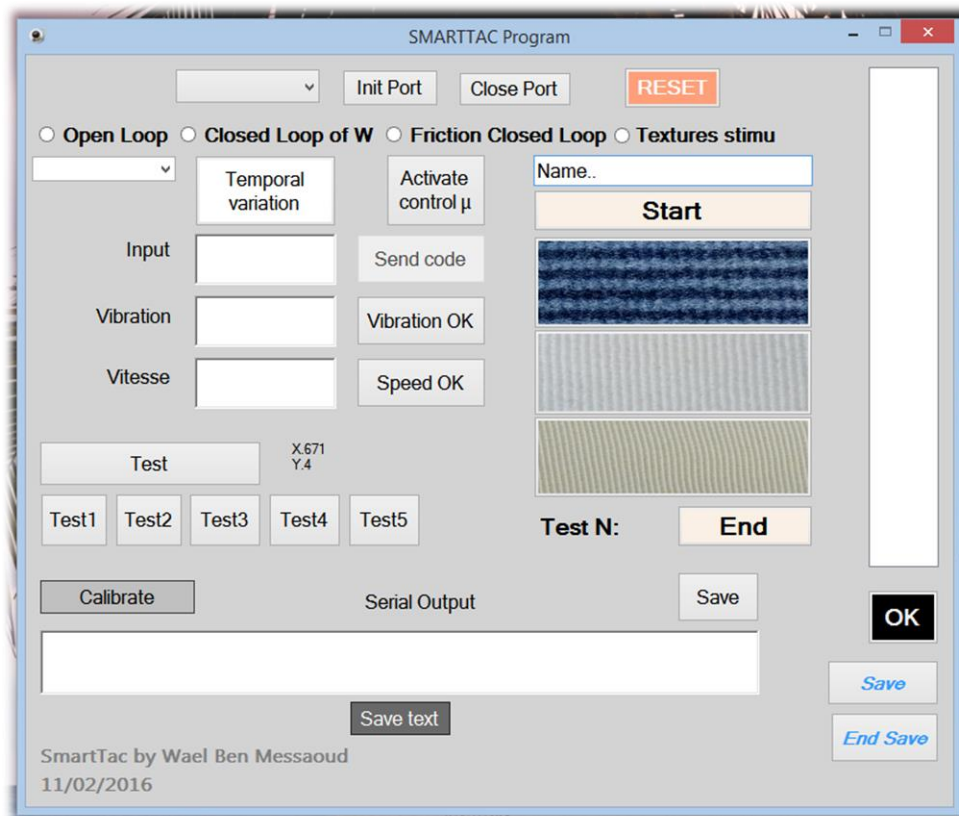 SMARTTAC Program
Init Port
Close Port
RESET
Open Loop
Closed Loop of W
Friction Closed Loop
Textures stimu
Temporal
variation
Activate
control µ
Name..
Start
Input
Send code
Vibration
Vibration OK
Vitesse
Speed OK
Test
X.671
Y.4
Test1
Test2
Test3
Test4
Test5
Test N:
End
Calibrate
Serial Output
Save
OK
Save
Save text
End Save
SmartTac by Wael Ben Messaoud
11/02/2016